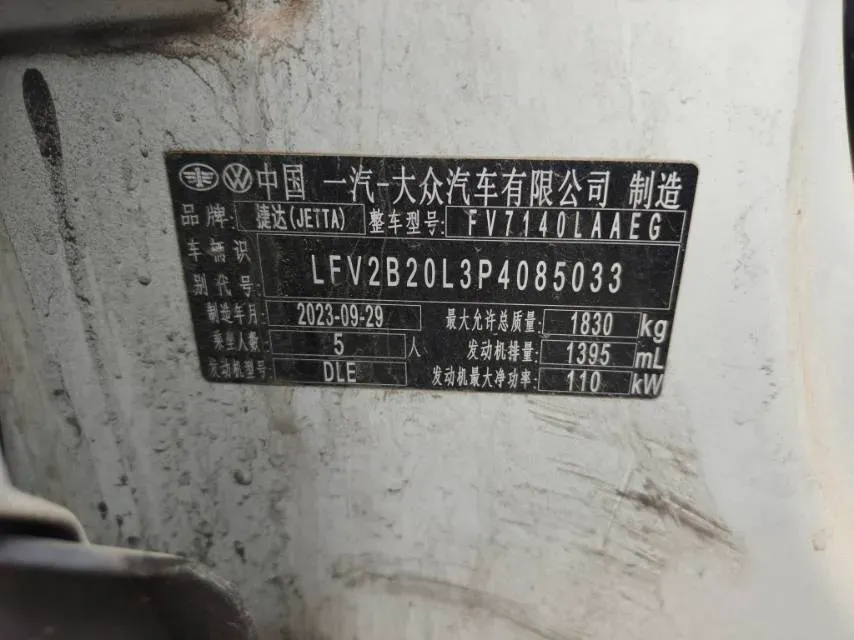 中国 一汽-大众汽车有限公司 制造
品牌: 捷达(JETTA) 整车型号: FV7140LAAEG
车辆识别代号: LFV2B20L3P4085033
制造年月: 2023-09-29 最大允许总质量: 1830 kg
乘坐人数: 5 人 发动机排量: 1395 mL
发动机型号: DLE 发动机最大净功率: 110 kW